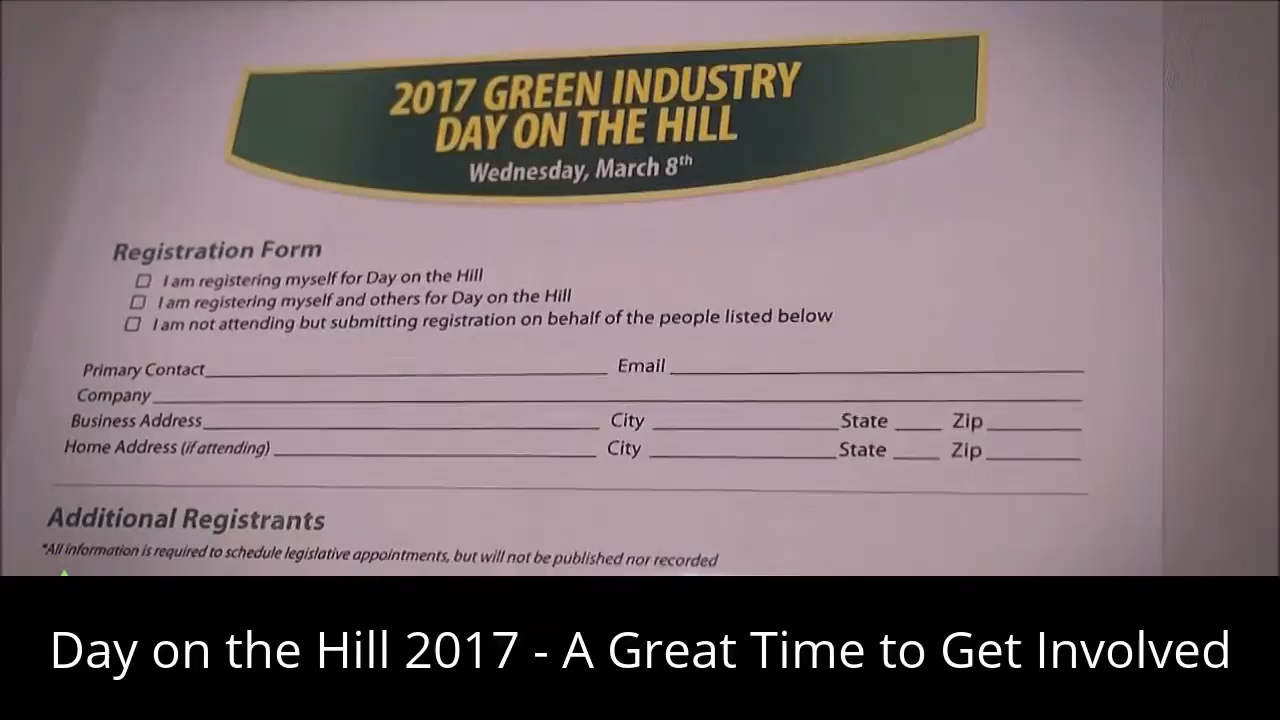 2017 GREEN INDUSTRY
DAY ON THE HILL
Wednesday, March 8th
Registration Form
I am registering myself for Day on the Hill
I am registering myself and others for Day on the Hill
I am not attending but submitting registration on behalf of the people listed below
Primary Contact Email
Company
Business Address City State Zip
Home Address (if attending) City State Zip
Additional Registrants
*All information is required to schedule legislative appointments, but will not be published nor recorded
Day on the Hill 2017 - A Great Time to Get Involved